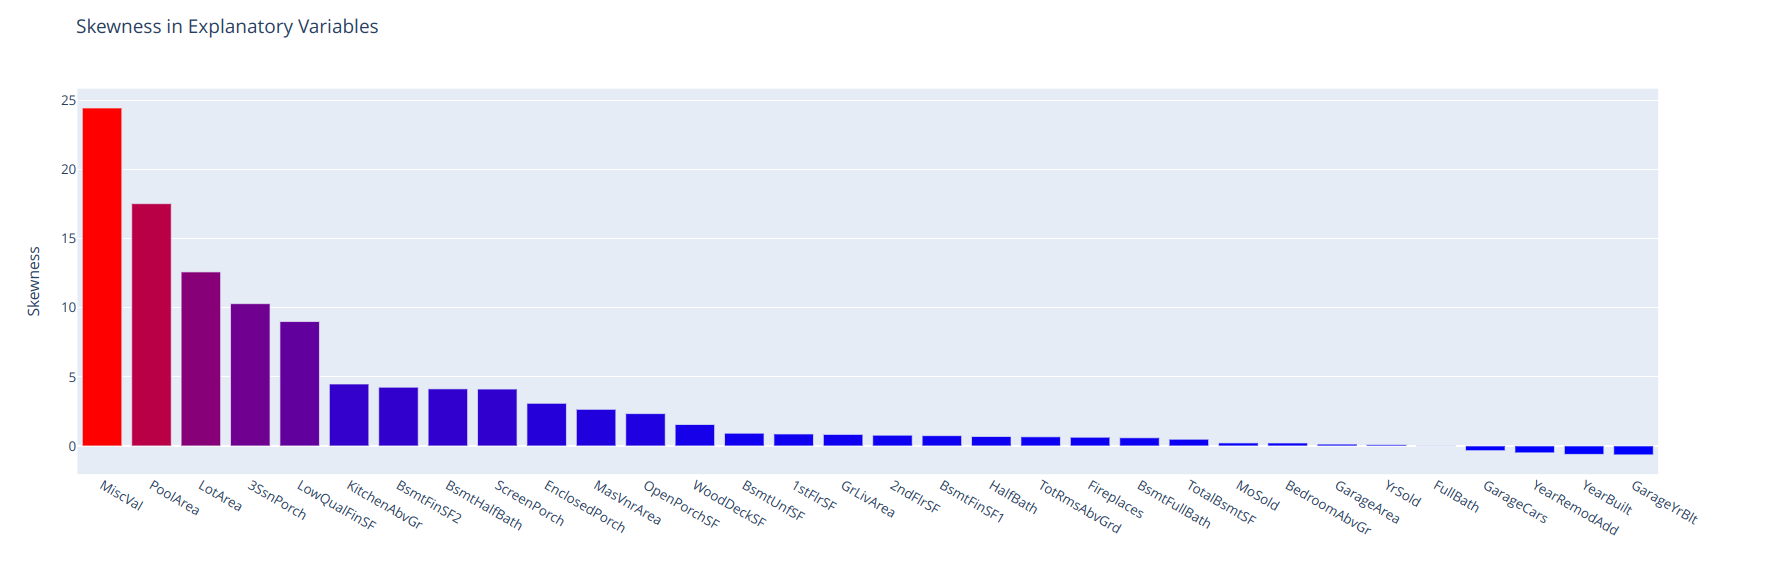 Skewness in Explanatory Variables
25
20
15
10
5
0
Skewness
MiscVal
PoolArea
LotArea
3SsnPorch
LowQualFinSF
KitchenAbvGr
BsmtFinSF2
BsmtHalfBath
ScreenPorch
EnclosedPorch
MasVnrArea
OpenPorchSF
WoodDeckSF
BsmtUnfSF
1stFlrSF
GrLivArea
2ndFlrSF
BsmtFinSF1
HalfBath
TotRmsAbvGrd
Fireplaces
BsmtFullBath
TotalBsmtSF
MoSold
BedroomAbvGr
GarageArea
YrSold
FullBath
GarageCars
YearRemodAdd
YearBuilt
GarageYrBlt